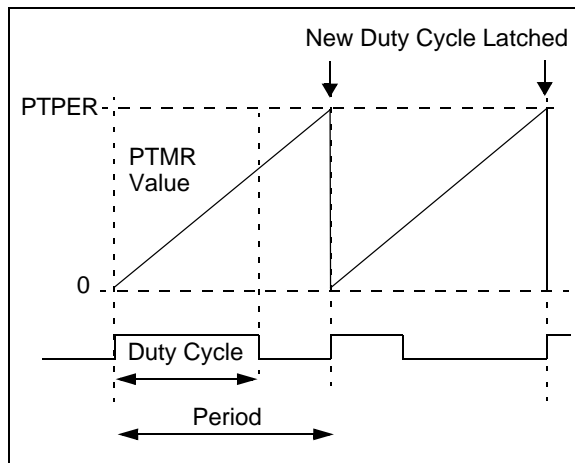 New Duty Cycle Latched
PTPER
PTMR
Value
0
Duty Cycle
Period